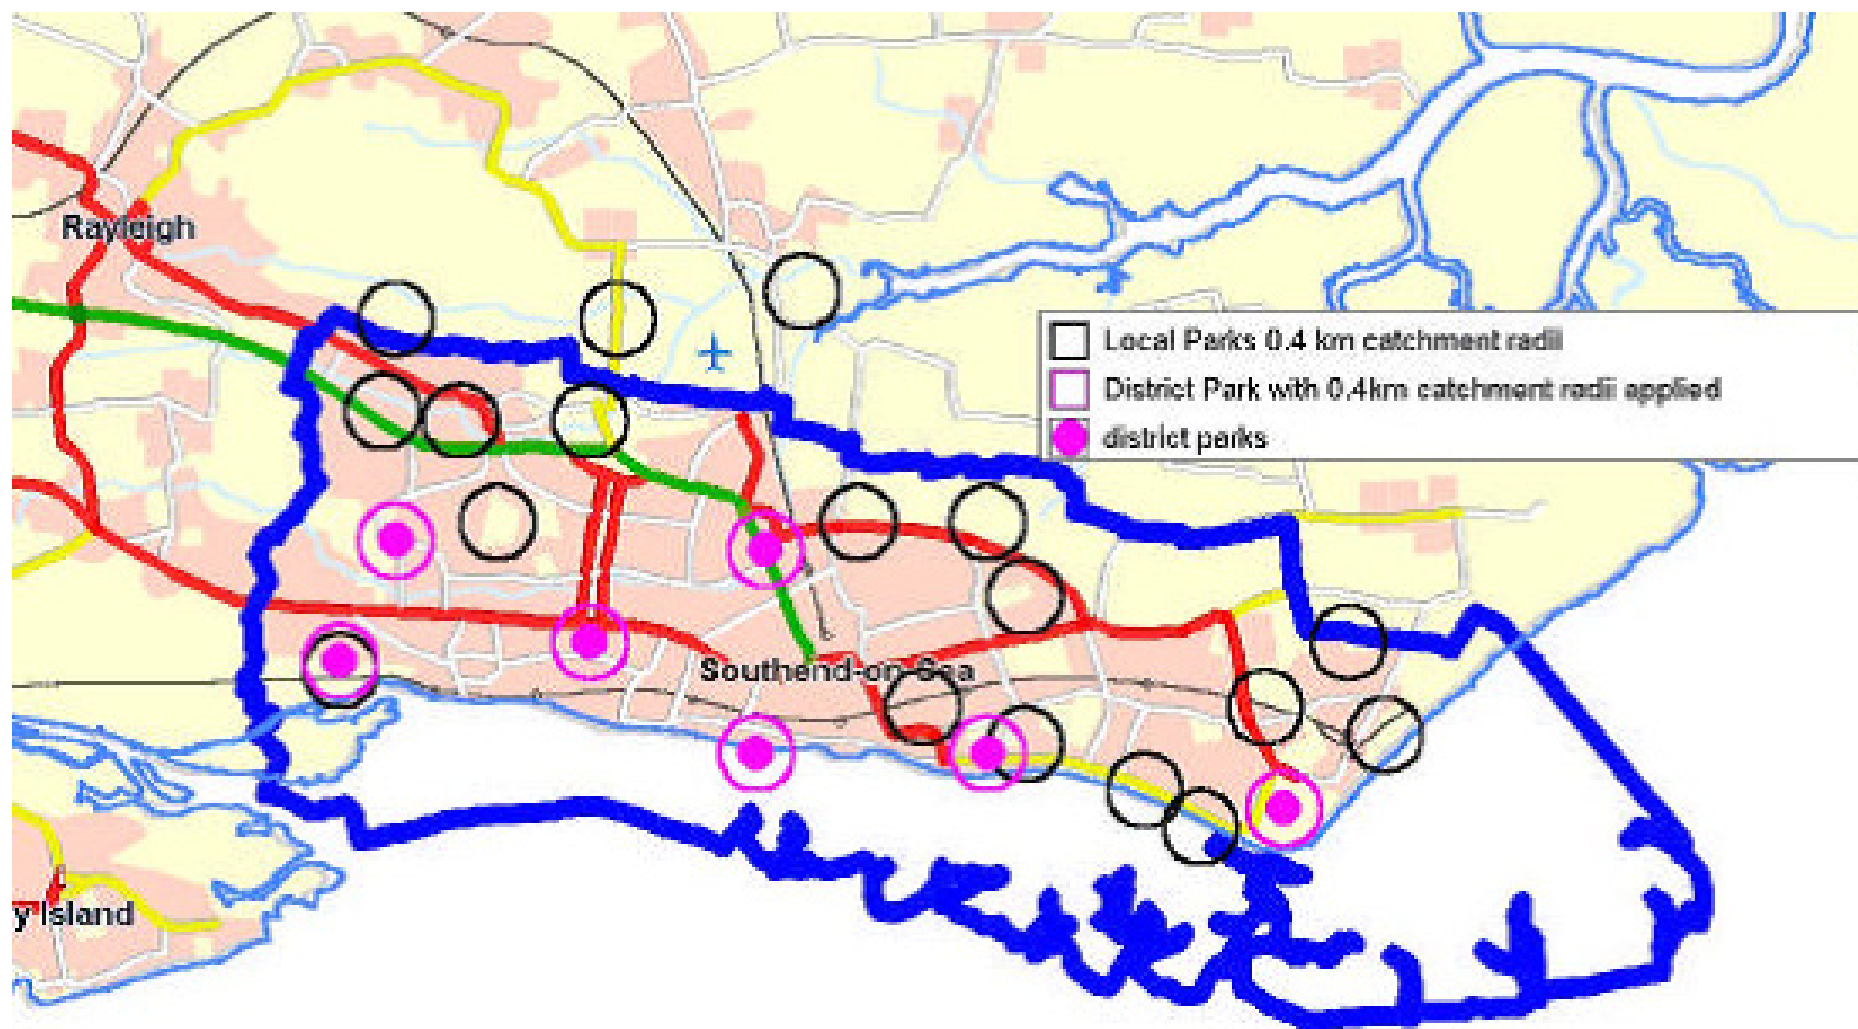 Rayleigh
Local Parks 0.4 km catchment radii
District Park with 0.4km catchment radii applied
district parks
Southend-on-Sea
y Island